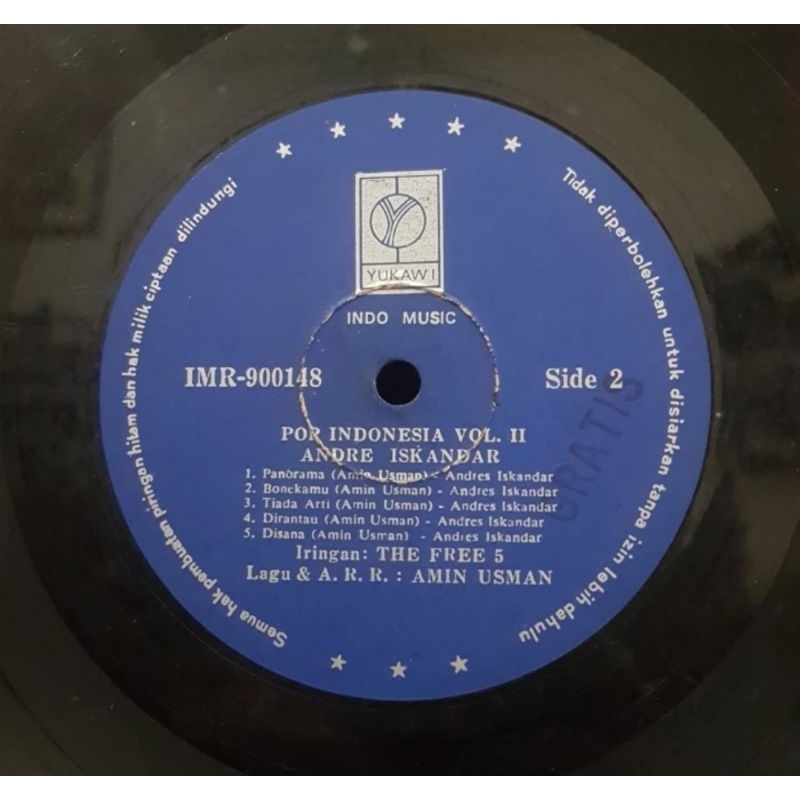 YUKAWI
INDO MUSIC
IMR-900148
Side 2
POP INDONESIA VOL. II
ANDRE ISKANDAR
1. Panorama (Amin Usman) - Andres Iskandar
2. Bonekamu (Amin Usman) - Andres Iskandar
3. Tiada Arti (Amin Usman) - Andres Iskandar
4. Dirantau (Amin Usman) - Andres Iskandar
5. Disana (Amin Usman) - Andres Iskandar
Iringan: THE FREE 5
Lagu & A. R. R. : AMIN USMAN
GRATIS
Semua hak pembuatan piringan hitam dan hak milik ciptaan dilindungi
Tidak diperbolehkan untuk disiarkan tanpa izin lebih dahulu